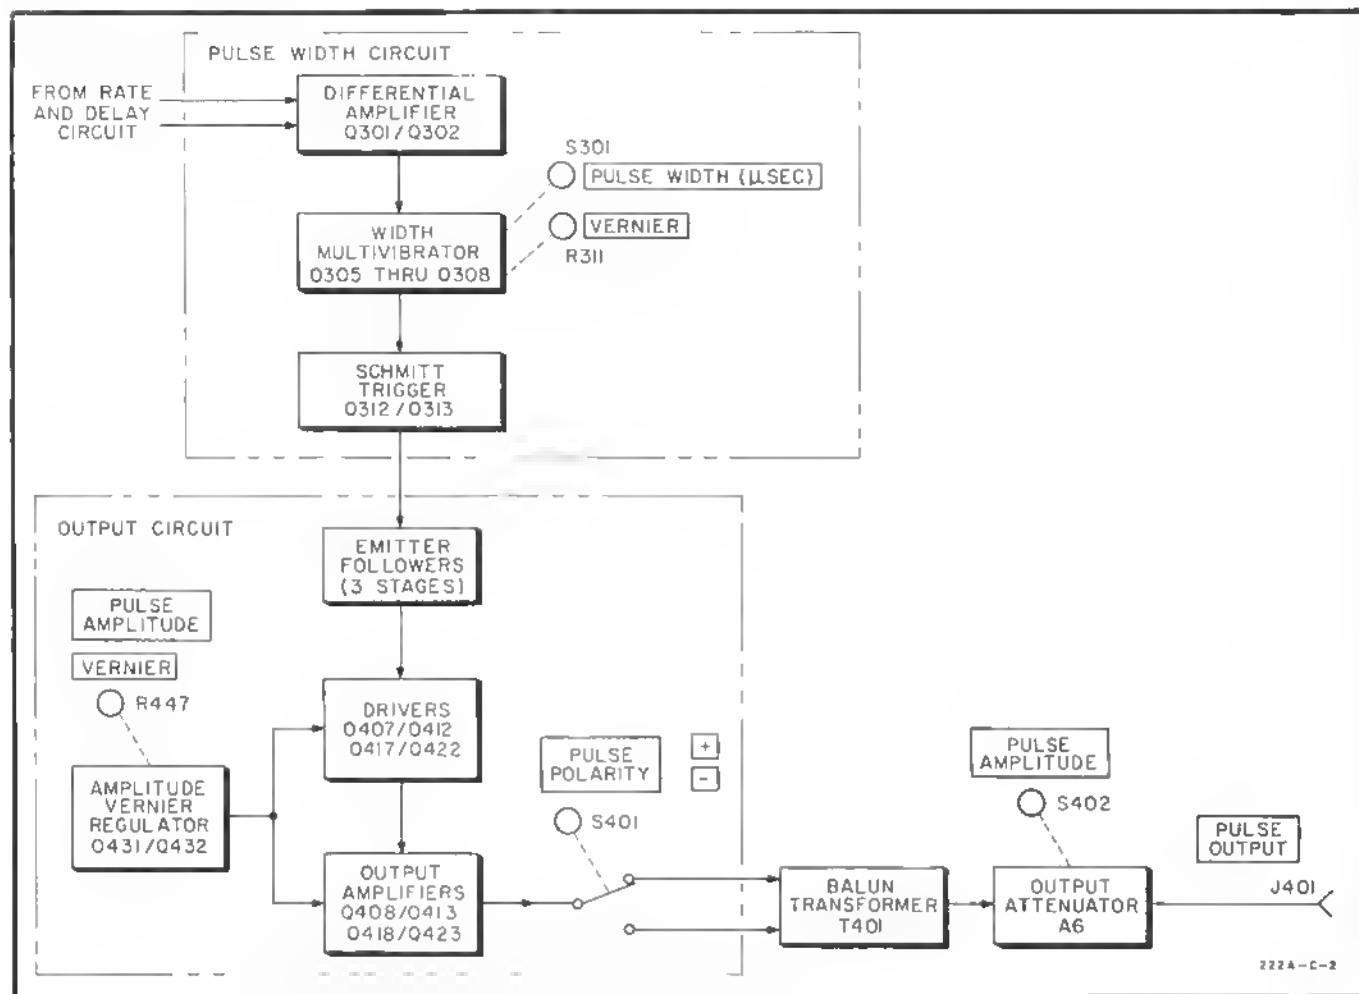 PULSE WIDTH CIRCUIT
FROM RATE
AND DELAY
CIRCUIT
DIFFERENTIAL
AMPLIFIER
Q301/Q302
S301
PULSE WIDTH (μSEC)
VERNIER
R311
WIDTH
MULTIVIBRATOR
Q305 THRU Q308
SCHMITT
TRIGGER
Q312/Q313
OUTPUT CIRCUIT
EMITTER
FOLLOWERS
(3 STAGES)
PULSE
AMPLITUDE
VERNIER
R447
DRIVERS
Q407/Q412
Q417/Q422
AMPLITUDE
VERNIER
REGULATOR
Q431/Q432
PULSE
POLARITY
+
-
S401
OUTPUT
AMPLIFIERS
Q408/Q413
Q418/Q423
PULSE
AMPLITUDE
S402
PULSE
OUTPUT
J401
BALUN
TRANSFORMER
T401
OUTPUT
ATTENUATOR
A6
222A-C-2